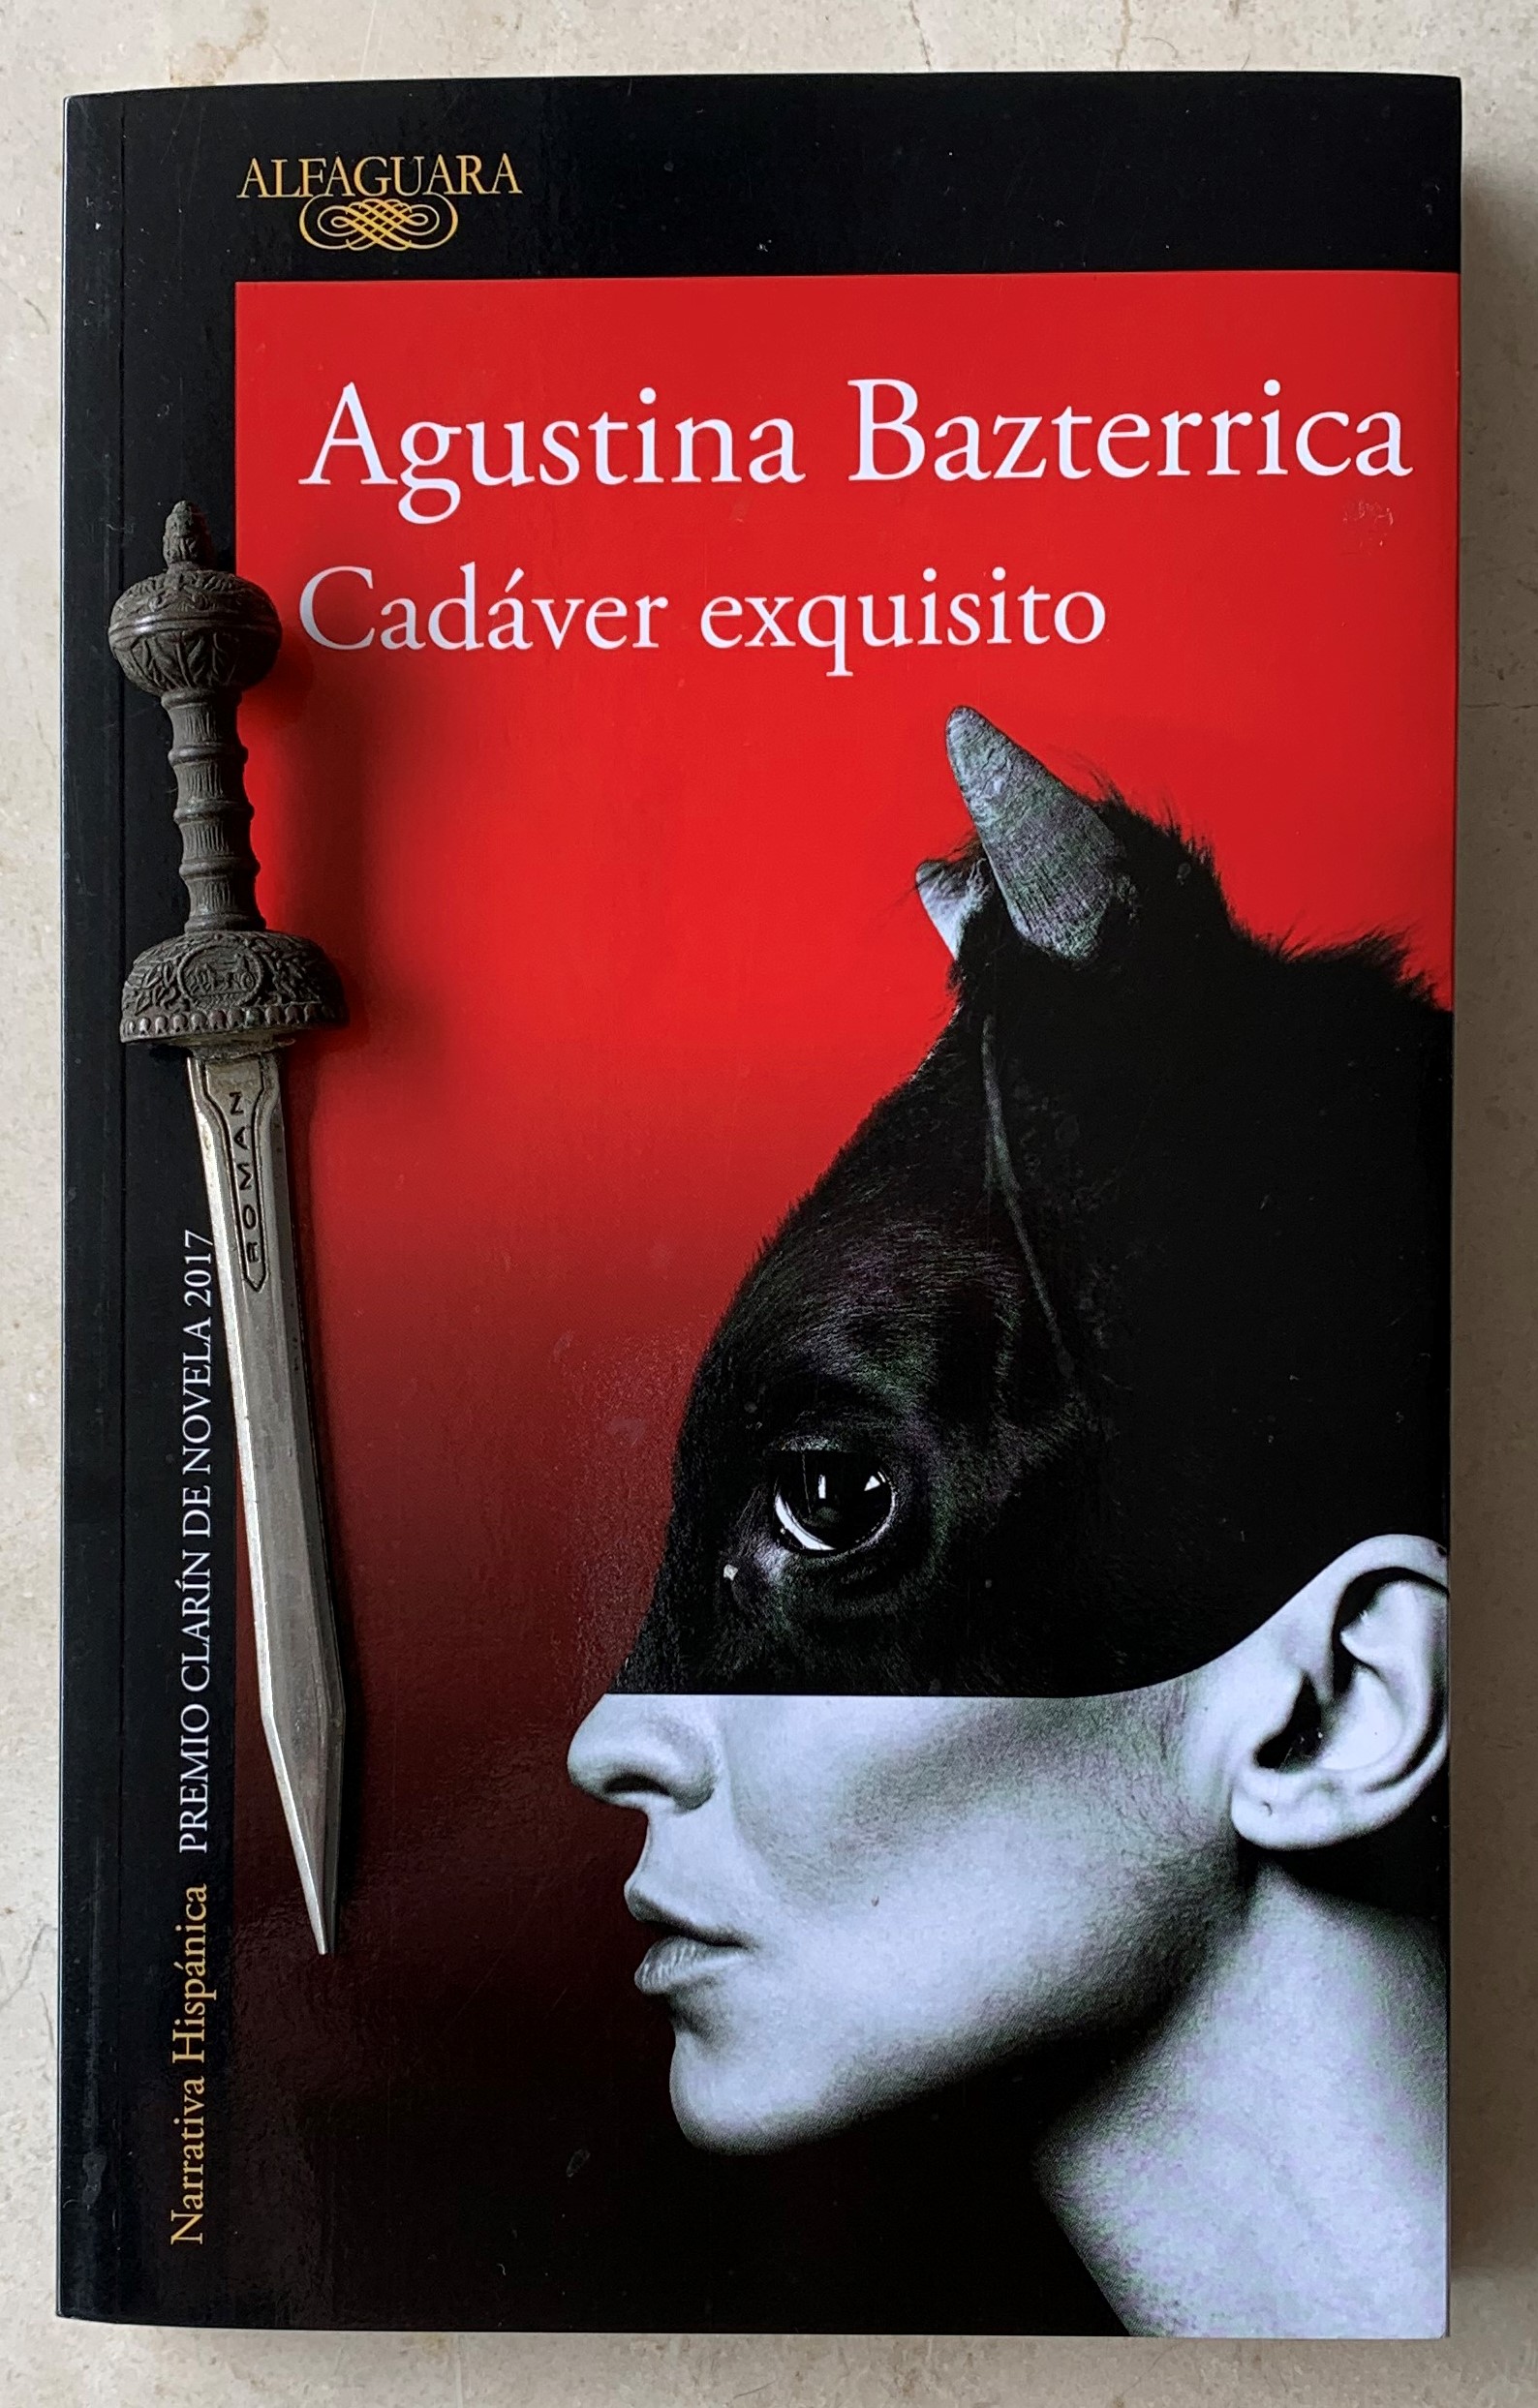 ALFAGUARA
Agustina Bazterrica
Cadáver exquisito
ROMAN
Narrativa Hispánica PREMIO CLARÍN DE NOVELA 2017